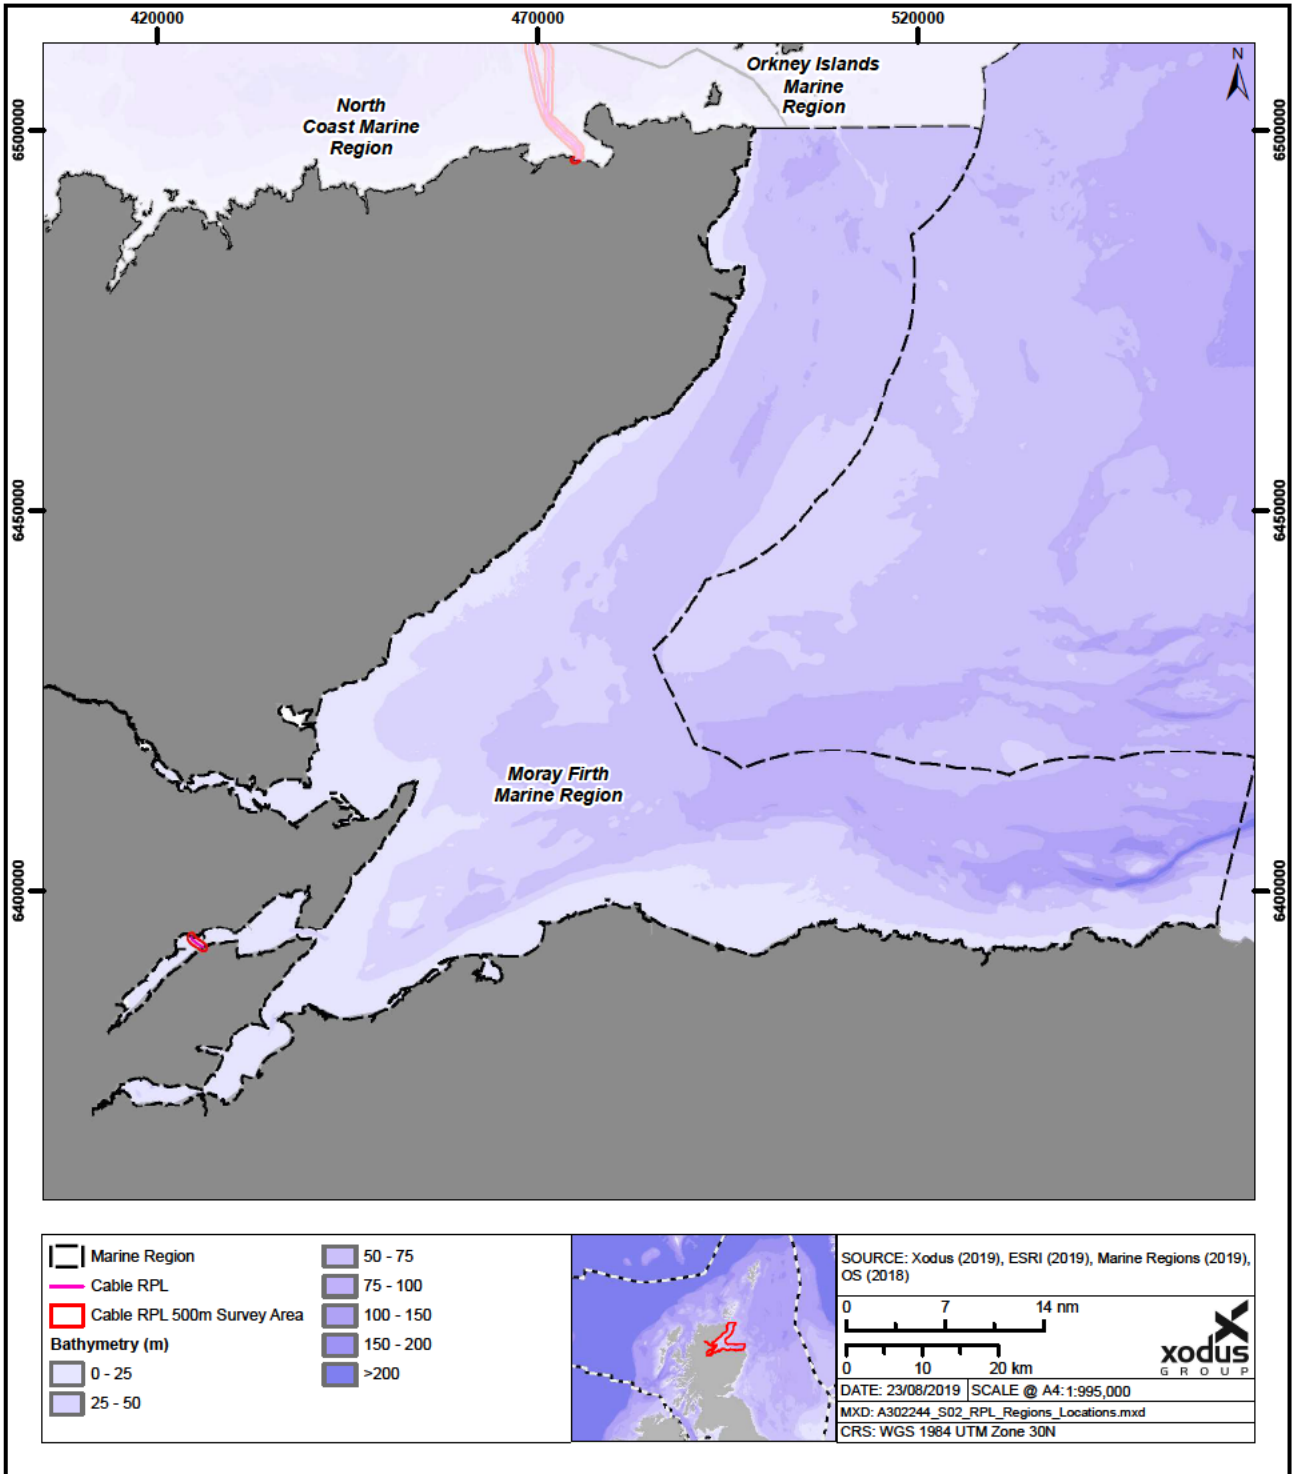 420000
470000
520000
N
Orkney Islands
Marine
Region
North
Coast Marine
Region
6500000
6500000
6450000
6450000
Moray Firth
Marine Region
6400000
6400000
Marine Region
Cable RPL
Cable RPL 500m Survey Area
Bathymetry (m)
0 - 25
25 - 50
50 - 75
75 - 100
100 - 150
150 - 200
>200
SOURCE: Xodus (2019), ESRI (2019), Marine Regions (2019),
OS (2018)
0 7 14 nm
0 10 20 km
xodus
GROUP
DATE: 23/08/2019 SCALE @ A4: 1:995,000
MXD: A302244_S02_RPL_Regions_Locations.mxd
CRS: WGS 1984 UTM Zone 30N